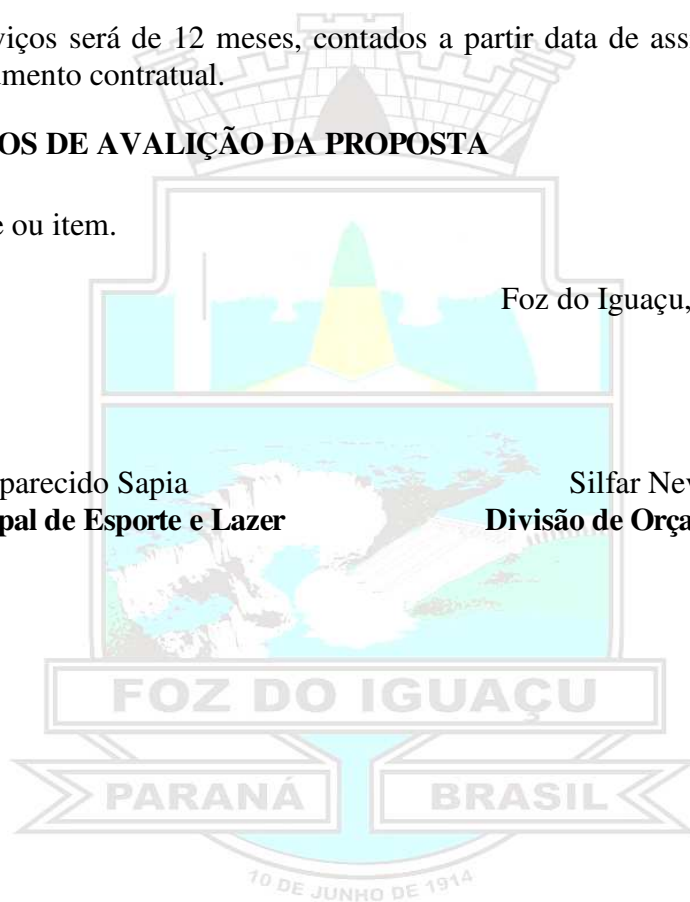 viços será de 12 meses, contados a partir data de ass
umento contratual.
OS DE AVALIÇÃO DA PROPOSTA
e ou item.
Foz do Iguaçu,
parecido Sapia
Silfar Nev
pal de Esporte e Lazer
Divisão de Orça
FOZ DO IGUAÇU
PARANÁ
BRASIL
10 DE JUNHO DE 1914